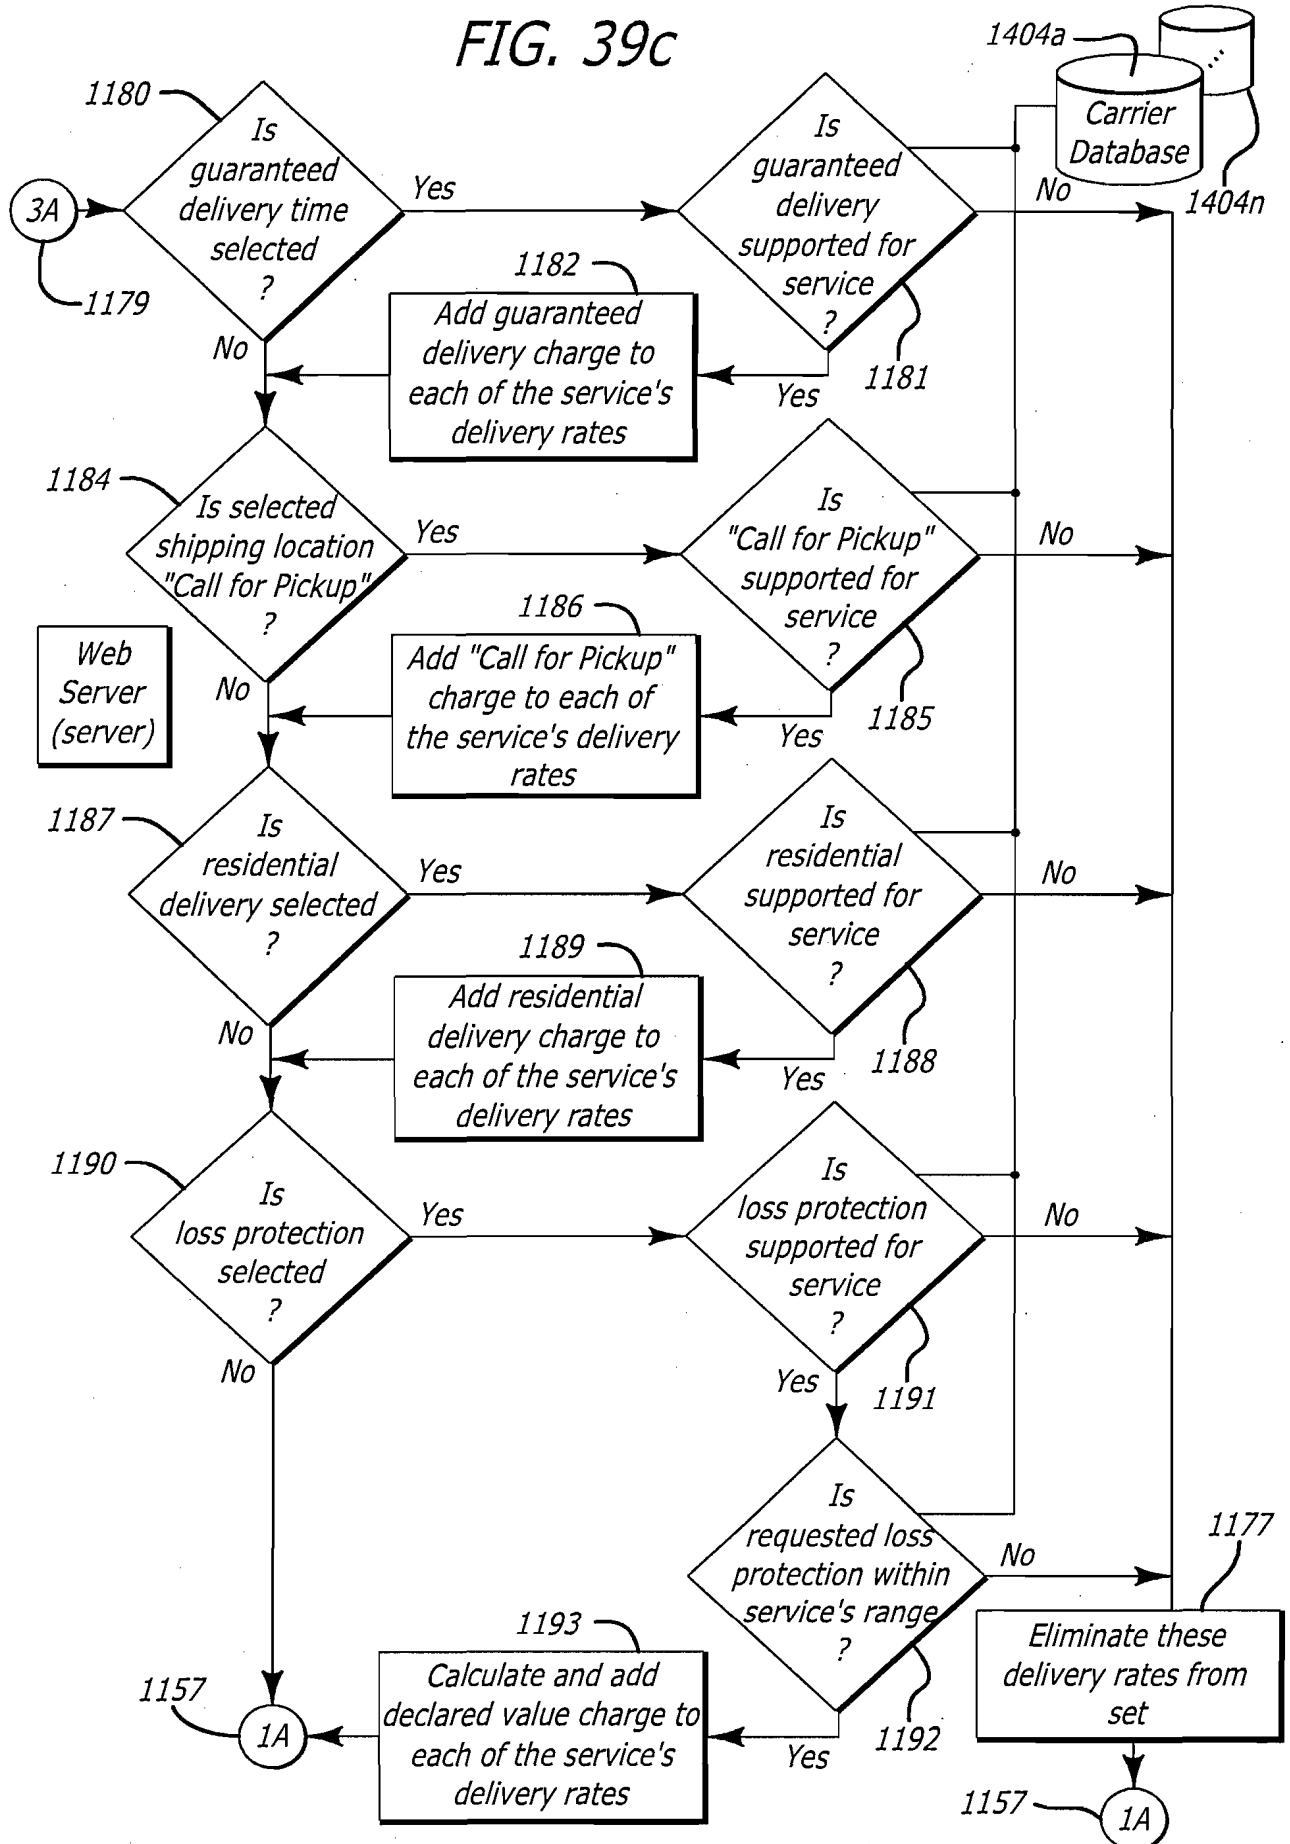 FIG. 39c
1404a
Carrier
Database
1404n
1180
Is
guaranteed
delivery time
selected
?
Yes
Is
guaranteed
delivery
supported for
service
?
No
3A
1179
1181
1182
Add guaranteed
delivery charge to
each of the service's
delivery rates
No
Yes
1184
Is selected
shipping location
"Call for Pickup"
?
Yes
Is
"Call for Pickup"
supported for
service
?
No
1185
Web
Server
(server)
1186
Add "Call for Pickup"
charge to each of
the service's delivery
rates
No
Yes
1187
Is
residential
delivery selected
?
Yes
Is
residential
supported for
service
?
No
1188
1189
Add residential
delivery charge to
each of the service's
delivery rates
No
Yes
1190
Is
loss protection
selected
?
Yes
Is
loss protection
supported for
service
?
No
1191
No
Yes
Is
requested loss
protection within
service's range
?
No
1192
1177
Eliminate these
delivery rates from
set
1193
Calculate and add
declared value charge to
each of the service's
delivery rates
Yes
1157
1A
1157
1A